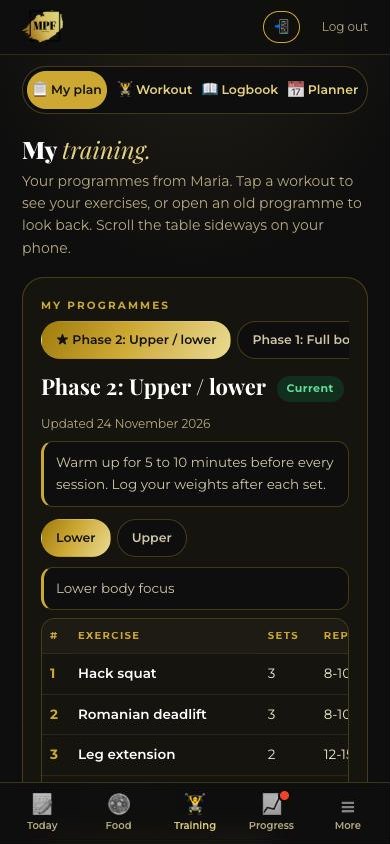 MPF
Log out
My plan Workout Logbook Planner
My training.
Your programmes from Maria. Tap a workout to
see your exercises, or open an old programme to
look back. Scroll the table sideways on your
phone.
MY PROGRAMMES
★ Phase 2: Upper / lower Phase 1: Full bo
Phase 2: Upper / lower Current
Updated 24 November 2026
Warm up for 5 to 10 minutes before every
session. Log your weights after each set.
Lower Upper
Lower body focus
# EXERCISE SETS REP
1 Hack squat 3 8-10
2 Romanian deadlift 3 8-10
3 Leg extension 2 12-15
Today Food Training Progress More